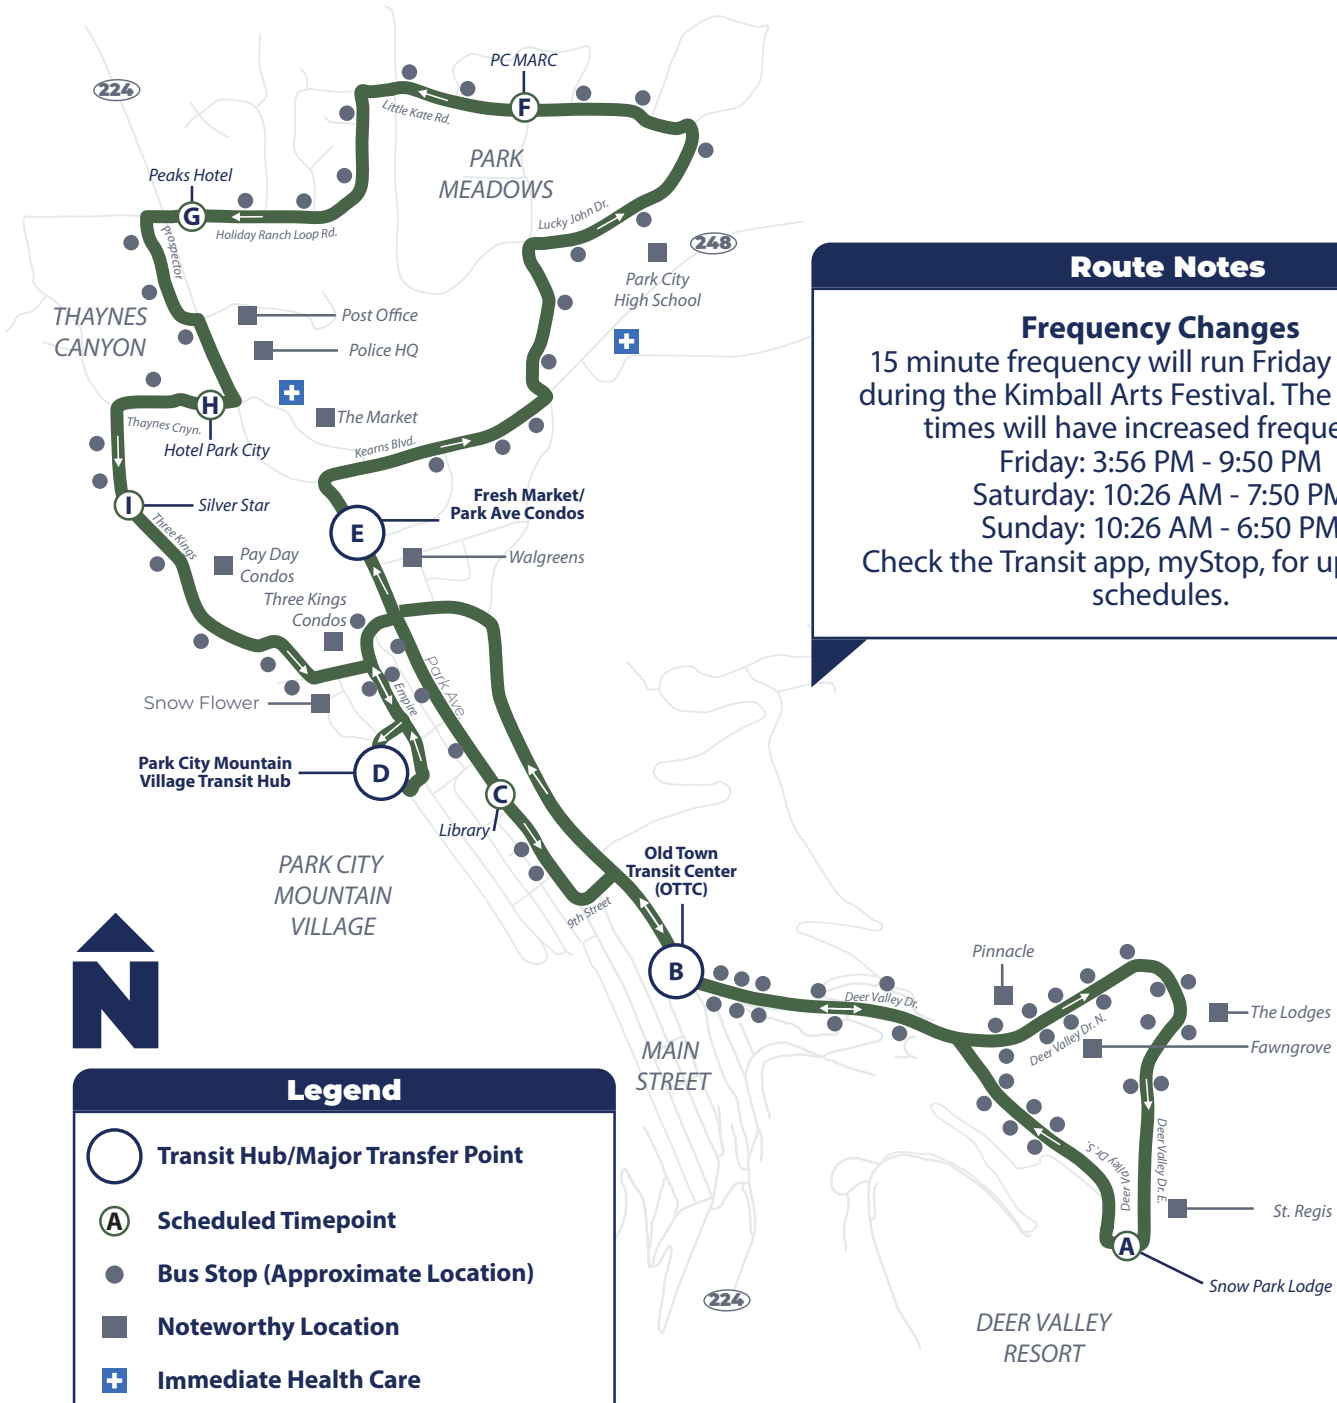 PC MARC
224
F
Little Kate Rd.
PARK
MEADOWS
Peaks Hotel
G
Holiday Ranch Loop Rd.
Prospector
Lucky John Dr.
248
Park City
High School
THAYNES
CANYON
Post Office
Police HQ
H
The Market
Thaynes Cnyn.
Hotel Park City
Kearns Blvd.
Fresh Market/
Park Ave Condos
E
I
Silver Star
Three Kings
Walgreens
Pay Day
Condos
Three Kings
Condos
Park Ave.
Empire
Snow Flower
Park City Mountain
Village Transit Hub
D
C
Library
Old Town
Transit Center
(OTTC)
PARK CITY
MOUNTAIN
VILLAGE
9th Street
B
Deer Valley Dr.
Pinnacle
The Lodges
Deer Valley Dr. N.
Fawngrove
MAIN
STREET
Deer Valley Dr. S.
Deer Valley Dr. E.
St. Regis
A
Snow Park Lodge
224
DEER VALLEY
RESORT
N
Route Notes
Frequency Changes
15 minute frequency will run Friday
during the Kimball Arts Festival. The
times will have increased freque
Friday: 3:56 PM - 9:50 PM
Saturday: 10:26 AM - 7:50 PM
Sunday: 10:26 AM - 6:50 PM
Check the Transit app, myStop, for up
schedules.
Legend
Transit Hub/Major Transfer Point
A Scheduled Timepoint
Bus Stop (Approximate Location)
Noteworthy Location
Immediate Health Care